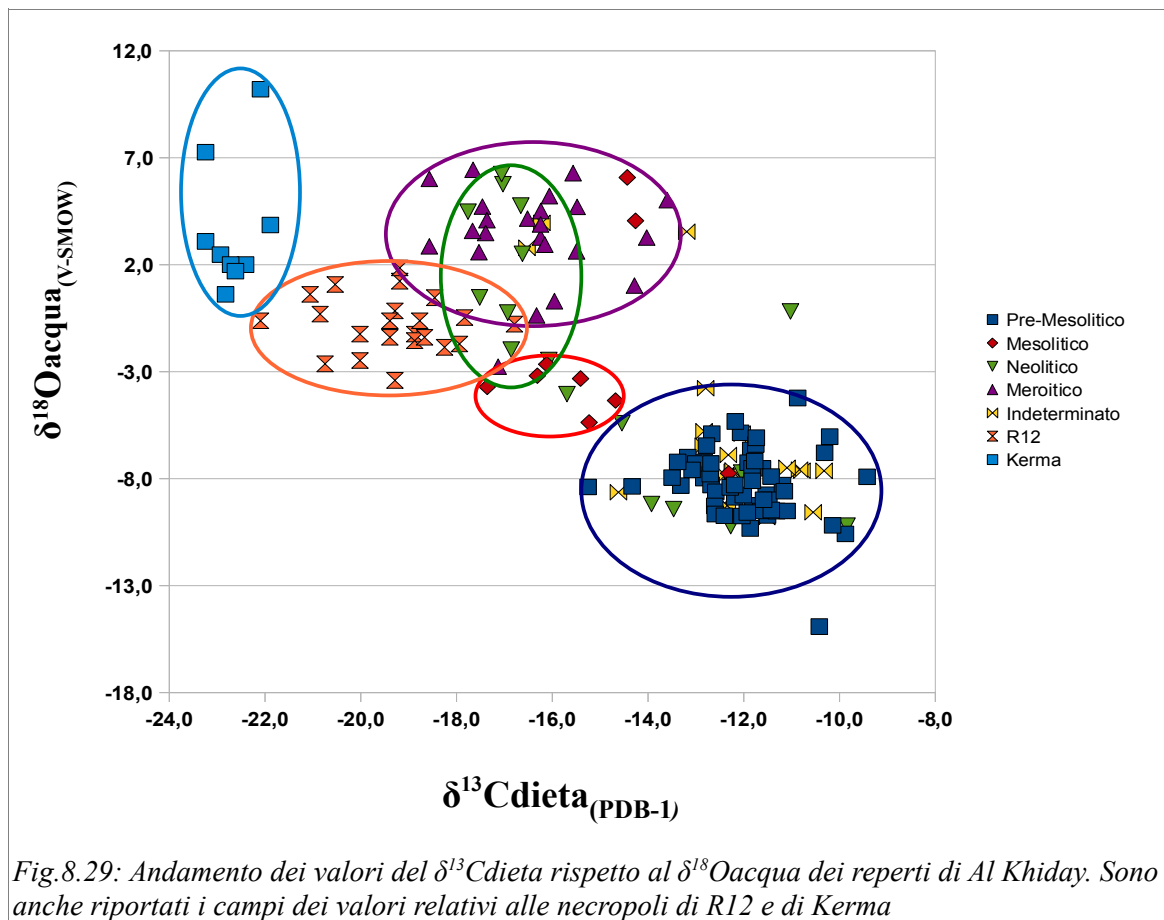 12,0
7,0
2,0
-3,0
-8,0
-13,0
-18,0
δ18Oacqua(V-SMOW)
-24,0 -22,0 -20,0 -18,0 -16,0 -14,0 -12,0 -10,0 -8,0
δ13Cdieta(PDB-1)
Pre-Mesolitico
Mesolitico
Neolitico
Meroitico
Indeterminato
R12
Kerma
Fig.8.29: Andamento dei valori del δ13Cdieta rispetto al δ18Oacqua dei reperti di Al Khiday. Sono
anche riportati i campi dei valori relativi alle necropoli di R12 e di Kerma